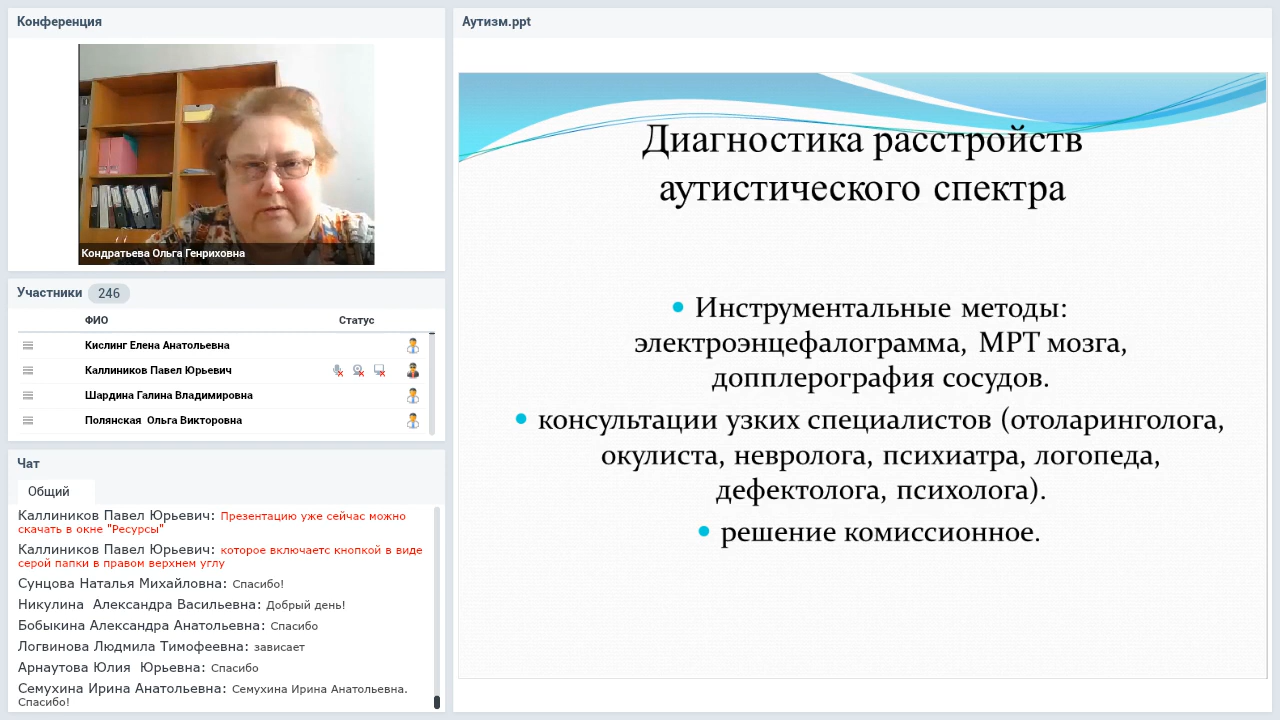 Конференция
Кондратьева Ольга Генриховна
Участники 246
ФИО Статус
Кислинг Елена Анатольевна
Каллиников Павел Юрьевич
Шардина Галина Владимировна
Полянская Ольга Викторовна
Чат
Общий
Каллиников Павел Юрьевич: Презентацию уже сейчас можно
скачать в окне "Ресурсы"
Каллиников Павел Юрьевич: которое включаетс кнопкой в виде
серой папки в правом верхнем углу
Сунцова Наталья Михайловна: Спасибо!
Никулина Александра Васильевна: Добрый день!
Бобыкина Александра Анатольевна: Спасибо
Логвинова Людмила Тимофеевна: зависает
Арнаутова Юлия Юрьевна: Спасибо
Семухина Ирина Анатольевна: Семухина Ирина Анатольевна.
Спасибо!
Аутизм.ppt
Диагностика расстройств
аутистического спектра
• Инструментальные методы:
электроэнцефалограмма, МРТ мозга,
допплерография сосудов.
• консультации узких специалистов (отоларинголога,
окулиста, невролога, психиатра, логопеда,
дефектолога, психолога).
• решение комиссионное.